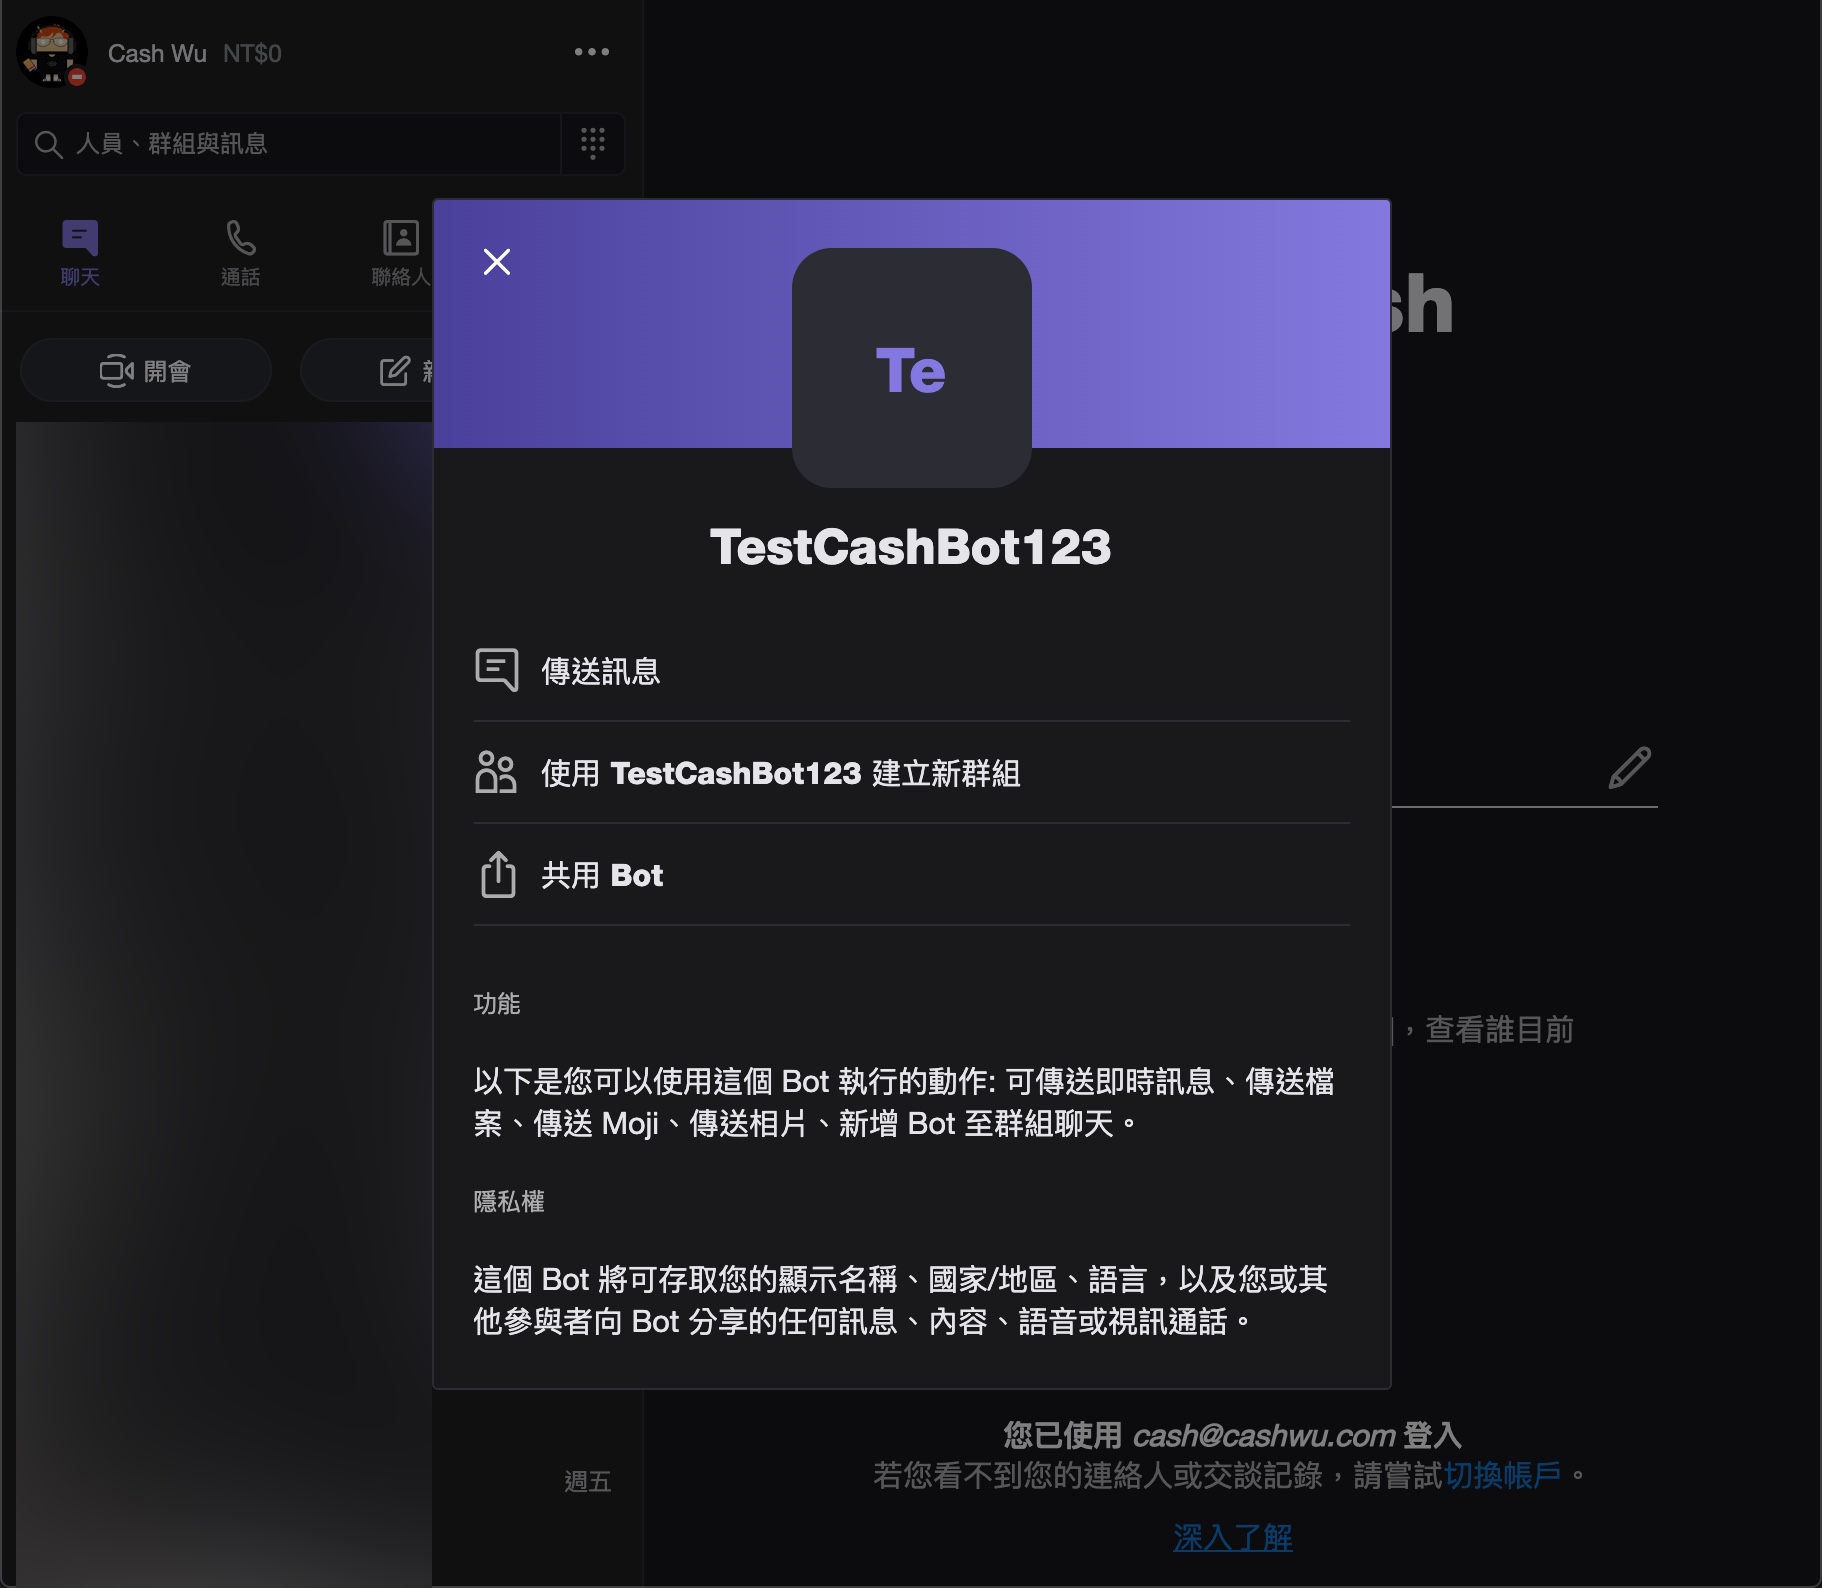 Cash Wu NT$0
人員、群組與訊息
聊天
通話
聯絡人
開會
Te
TestCashBot123
傳送訊息
使用 TestCashBot123 建立新群組
共用 Bot
功能
以下是您可以使用這個 Bot 執行的動作: 可傳送即時訊息、傳送檔
案、傳送 Moji、傳送相片、新增 Bot 至群組聊天。
隱私權
這個 Bot 將可存取您的顯示名稱、國家/地區、語言，以及您或其
他參與者向 Bot 分享的任何訊息、內容、語音或視訊通話。
，查看誰目前
您已使用 cash@cashwu.com 登入
若您看不到您的連絡人或交談記錄，請嘗試切換帳戶。
週五
深入了解